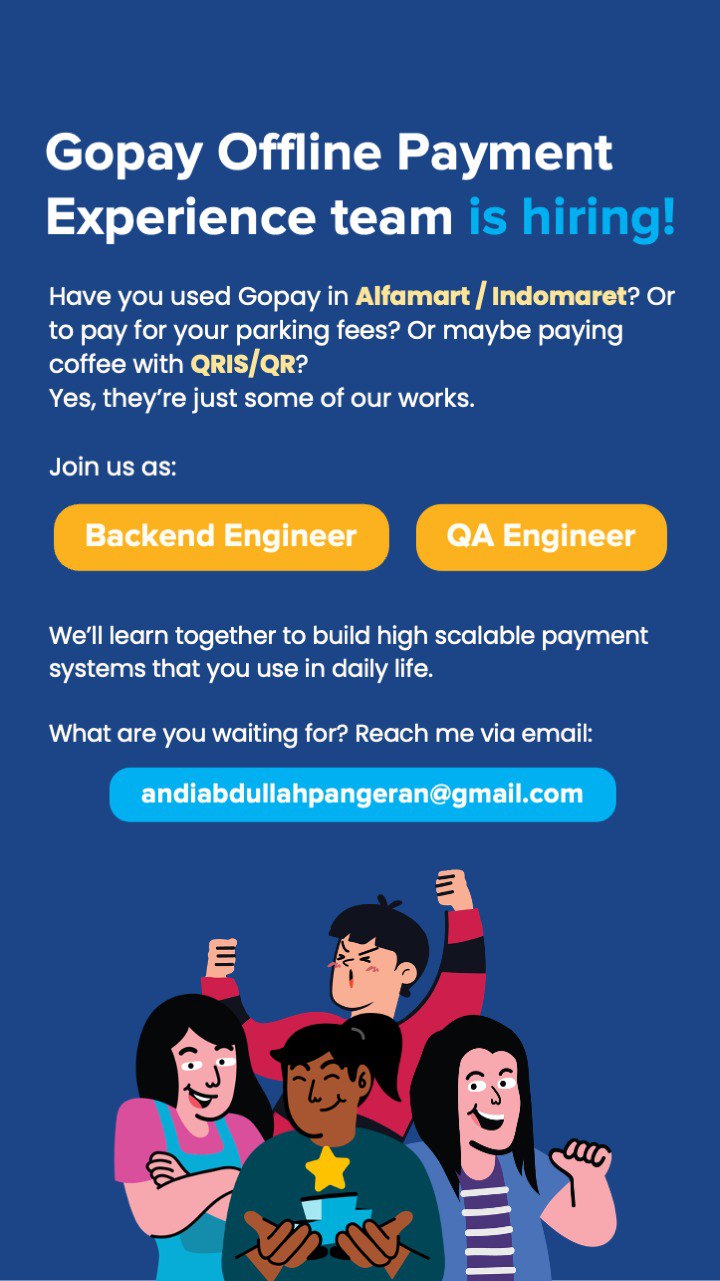 Gopay Offline Payment
Experience team is hiring!
Have you used Gopay in Alfamart / Indomaret? Or
to pay for your parking fees? Or maybe paying
coffee with QRIS/QR?
Yes, they’re just some of our works.
Join us as:
Backend Engineer
QA Engineer
We’ll learn together to build high scalable payment
systems that you use in daily life.
What are you waiting for? Reach me via email:
andiabdullahpangeran@gmail.com